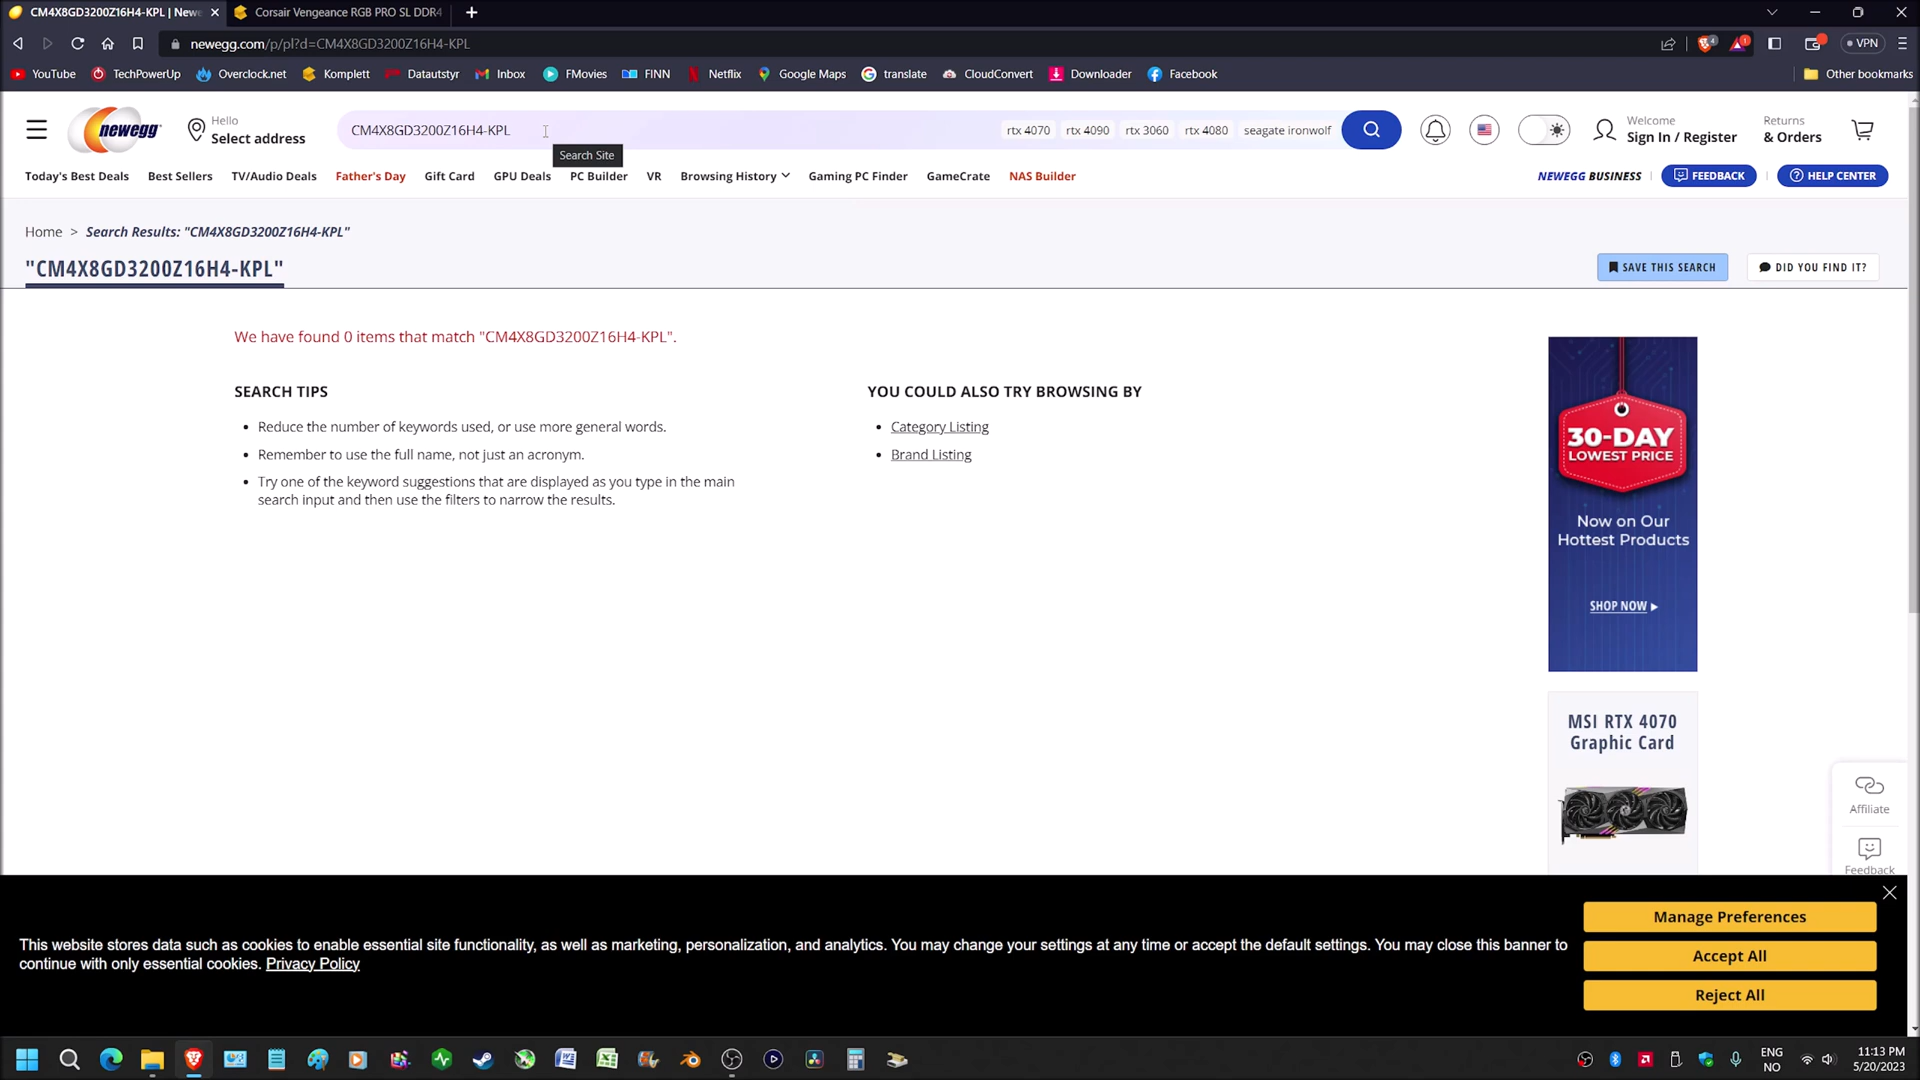 CM4X8GD3200Z16H4-KPL | Newe
Corsair Vengeance RGB PRO SL DDR4
newegg.com/p/pl?d=CM4X8GD3200Z16H4-KPL
VPN
YouTube TechPowerUp Overclock.net Komplett Datautstyr Inbox FMovies FINN Netflix Google Maps translate CloudConvert Downloader Facebook Other bookmarks
newegg
Hello
Select address
CM4X8GD3200Z16H4-KPL
rtx 4070 rtx 4090 rtx 3060 rtx 4080 seagate ironwolf
Welcome
Sign In / Register
Returns
& Orders
Search Site
Today's Best Deals Best Sellers TV/Audio Deals Father's Day Gift Card GPU Deals PC Builder VR Browsing History Gaming PC Finder GameCrate NAS Builder
NEWEGG BUSINESS FEEDBACK HELP CENTER
Home > Search Results: "CM4X8GD3200Z16H4-KPL"
"CM4X8GD3200Z16H4-KPL"
SAVE THIS SEARCH DID YOU FIND IT?
We have found 0 items that match "CM4X8GD3200Z16H4-KPL".
SEARCH TIPS
Reduce the number of keywords used, or use more general words.
Remember to use the full name, not just an acronym.
Try one of the keyword suggestions that are displayed as you type in the main
search input and then use the filters to narrow the results.
YOU COULD ALSO TRY BROWSING BY
Category Listing
Brand Listing
30-DAY
LOWEST PRICE
Now on Our
Hottest Products
SHOP NOW
MSI RTX 4070
Graphic Card
Affiliate
Feedback
This website stores data such as cookies to enable essential site functionality, as well as marketing, personalization, and analytics. You may change your settings at any time or accept the default settings. You may close this banner to
continue with only essential cookies. Privacy Policy
Manage Preferences
Accept All
Reject All
ENG
NO
11:13 PM
5/20/2023